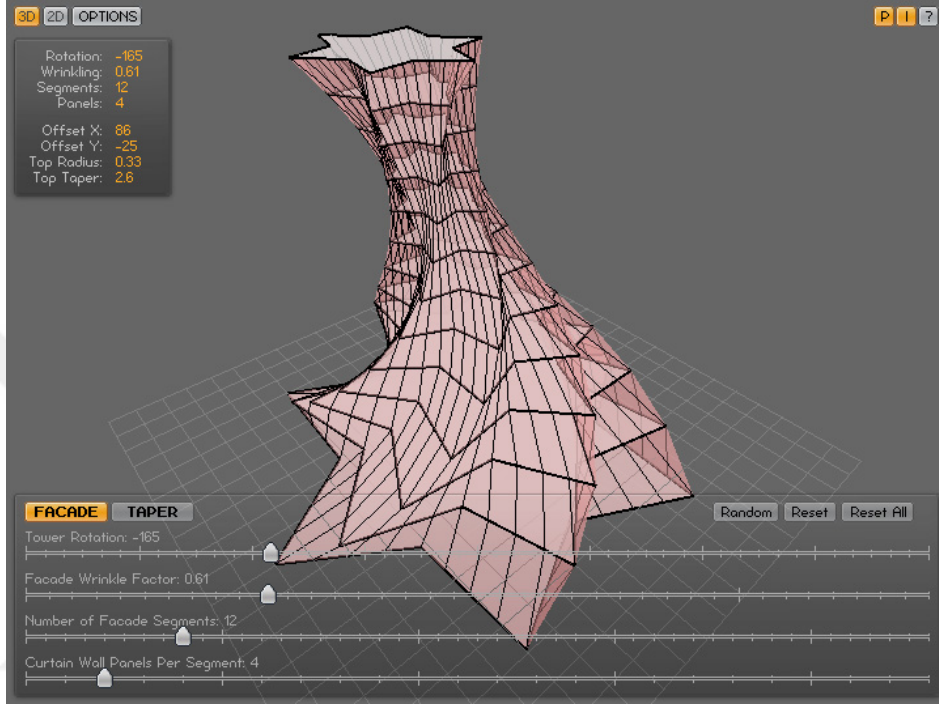 3D 2D OPTIONS P I ?
Rotation: -165
Wrinkling: 0.61
Segments: 12
Panels: 4
Offset X: 86
Offset Y: -25
Top Radius: 0.33
Top Taper: 2.6
FACADE TAPER Random Reset Reset All
Tower Rotation: -165
Facade Wrinkle Factor: 0.61
Number of Facade Segments: 12
Curtain Wall Panels Per Segment: 4